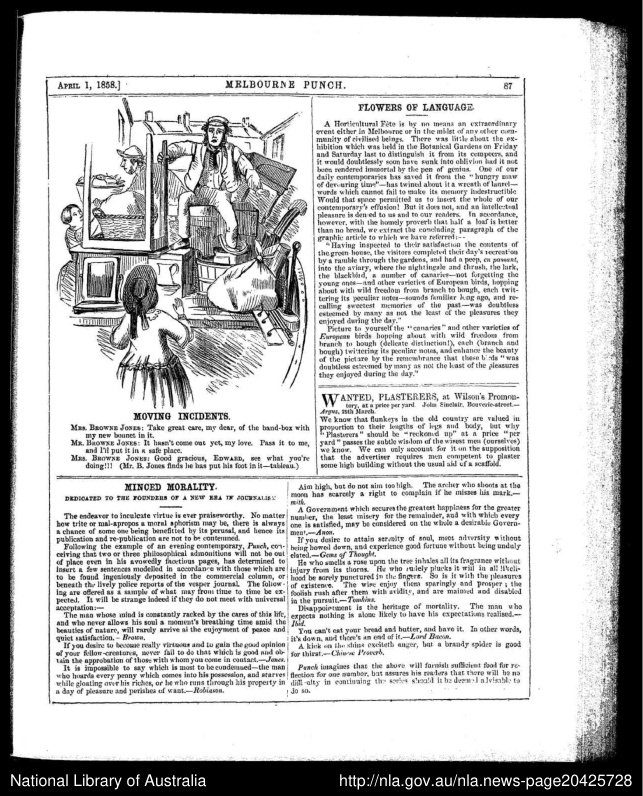 APRIL 1, 1858.] MELBOURNE PUNCH. 87
MOVING INCIDENTS.
MRS. BROWNE JONES: Take great care, my dear, of the band-box with
my new bonnet in it.
MR. BROWNE JONES: It hasn't come out yet, my love. Pass it to me,
and I'll put it in a safe place.
MRS. BROWNE JONES: Good gracious, EDWARD, see what you're
doing!!! (Mr. B. Jones finds he has put his foot in it—tableau.)
FLOWERS OF LANGUAGE.
A Horticultural Fête is by no means an extraordinary
event either in Melbourne or in the midst of any other com-
munity of civilised beings. There was little about the ex-
hibition which was held in the Botanical Gardens on Friday
and Saturday last to distinguish it from its compeers, and
it would doubtlessly soon have sunk into oblivion had it not
been rendered immortal by the pen of genius. One of our
daily contemporaries has saved it from the "hungry maw
of devouring time"—has twined about it a wreath of laurel—
words which cannot fail to make its memory indestructible
Would that space permitted us to insert the whole of our
contemporary's effusion! But it does not, and an intellectual
pleasure is denied to us and to our readers. In accordance,
however, with the homely proverb that half a loaf is better
than no bread, we extract the concluding paragraph of the
graphic article to which we have referred:—
"Having inspected to their satisfaction the contents of
the green house, the visitors completed their day's recreation
by a ramble through the gardens, and had a peep, en passant,
into the aviary, where the nightingale and thrush, the lark,
the blackbird, a number of canaries—not forgetting the
young ones—and other varieties of European birds, hopping
about with wild freedom from branch to bough, each twit-
tering its peculiar notes—sounds familier long ago, and re-
calling sweetest memories of the past—was doubtless
esteemed by many as not the least of the pleasures they
enjoyed during the day."
Picture to yourself the "canaries" and other varieties of
European birds hopping about with wild freedom from
branch to bough (delicate distinction!), each (branch and
bough) twittering its peculiar notes, and enhance the beauty
of the picture by the remembrance that these birds "was
doubtless esteemed by many as not the least of the pleasures
they enjoyed during the day."
WANTED, PLASTERERS, at Wilson's Promon-
tory, at a price per yard. John Sinclair, Bouverie-street.—
Argus, 29th March.
We know that flunkeys in the old country are valued in
proportion to their lengths of legs and body, but why
"Plasterers" should be "reckoned up" at a price "per
yard" passes the subtle wisdom of the wisest men (ourselves)
we know. We can only account for it on the supposition
that the advertiser requires men competent to plaster
some high building without the usual aid of a scaffold.
MINCED MORALITY.
DEDICATED TO THE FOUNDERS OF A NEW ERA IN JOURNALISM
The endeavor to inculcate virtue is ever praiseworthy. No matter
how trite or mal-apropos a moral aphorism may be, there is always
a chance of some one being benefited by its perusal, and hence its
publication and re-publication are not to be contemned.
Following the example of an evening contemporary, Punch, con-
ceiving that two or three philosophical admonitions will not be out
of place even in his avowedly facetious pages, has determined to
insert a few sentences modelled in accordance with those which are
to be found ingeniously deposited in the commercial column, or
beneath the lively police reports of the vesper journal. The follow-
ing are offered as a sample of what may from time to time be ex-
pected. It will be strange indeed if they do not meet with universal
acceptation:—
The man whose mind is constantly racked by the cares of this life,
and who never allows his soul a moment's breathing time amid the
beauties of nature, will rarely arrive at the enjoyment of peace and
quiet satisfaction.—Brown.
If you desire to become really virtuous and to gain the good opinion
of your fellow-creatures, never fail to do that which is good and ob-
tain the approbation of those with whom you come in contact.—Jones.
It is impossible to say which is most to be condemned—the man
who hoards every penny which comes into his possession, and starves
while gloating over his riches, or he who runs through his property in
a day of pleasure and perishes of want.—Robinson.
Aim high, but do not aim too high. The archer who shoots at the
moon has scarcely a right to complain if he misses his mark.—
A Government which secures the greatest happiness for the greater
number, the least misery for the remainder, and with which every
one is satisfied, may be considered on the whole a desirable Govern-
ment.—Anon.
If you desire to attain serenity of soul, meet adversity without
being bowed down, and experience good fortune without being unduly
elated.—Gems of Thought.
He who smells a rose upon the tree inhales all its fragrance without
injury from its thorns. He who rudely plucks it will in all likeli-
hood be sorely punctured in the fingers. So is it with the pleasures
of existence. The wise enjoy them sparingly and prosper; the
foolish rush after them with avidity, and are maimed and disabled
in the pursuit.—Tomkins.
Disappointment is the heritage of mortality. The man who
expects nothing is alone likely to have his expectations realised.—
Ibid.
You can't eat your bread and butter, and have it. In other words,
it's down, and there's an end of it.—Lord Bacon.
A kick on the shins exciteth anger, but a brandy spider is good
for thirst.—Chinese Proverb.
Punch imagines that the above will furnish sufficient food for re-
flection for one number, but assures his readers that there will be no
difficulty in continuing the series should it be deemed advisable to
do so.
National Library of Australia http://nla.gov.au/nla.news-page20425728